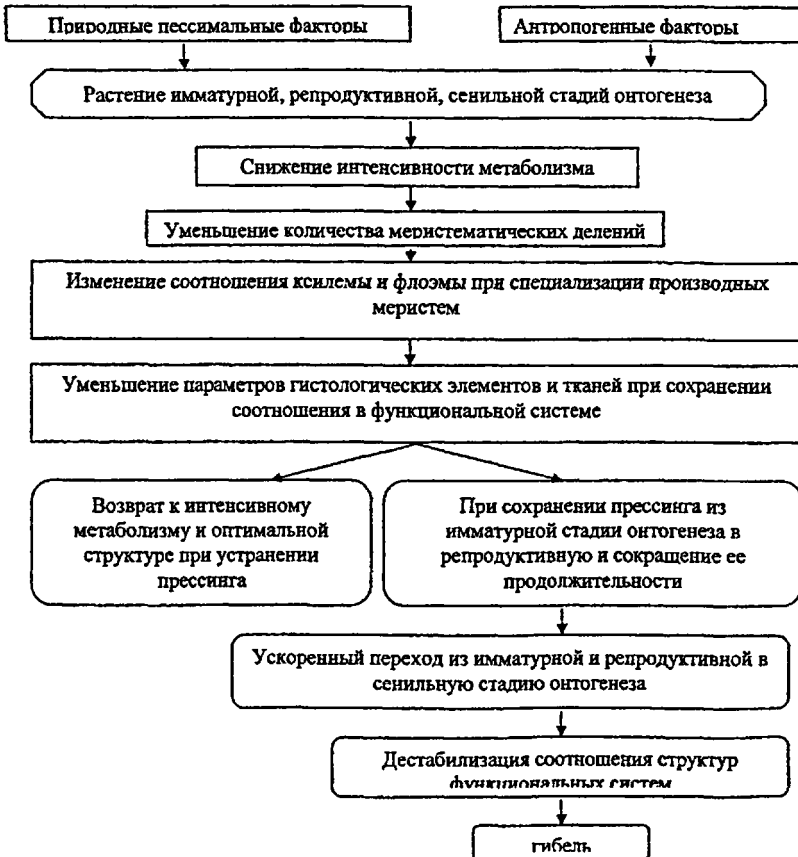 Природные пессимальные факторы
Антропогенные факторы
Растение имматурной, репродуктивной, сенильной стадий онтогенеза
Снижение интенсивности метаболизма
Уменьшение количества меристематических делений
Изменение соотношения ксилемы и флоэмы при специализации производных
меристем
Уменьшение параметров гистологических элементов и тканей при сохранении
соотношения в функциональной системе
Возврат к интенсивному
метаболизму и оптимальной
структуре при устранении
прессинга
При сохранении прессинга из
имматурной стадии онтогенеза в
репродуктивную и сокращение ее
продолжительности
Ускоренный переход из имматурной и репродуктивной в
сенильную стадию онтогенеза
Дестабилизация соотношения структур
функциональных систем
гибель